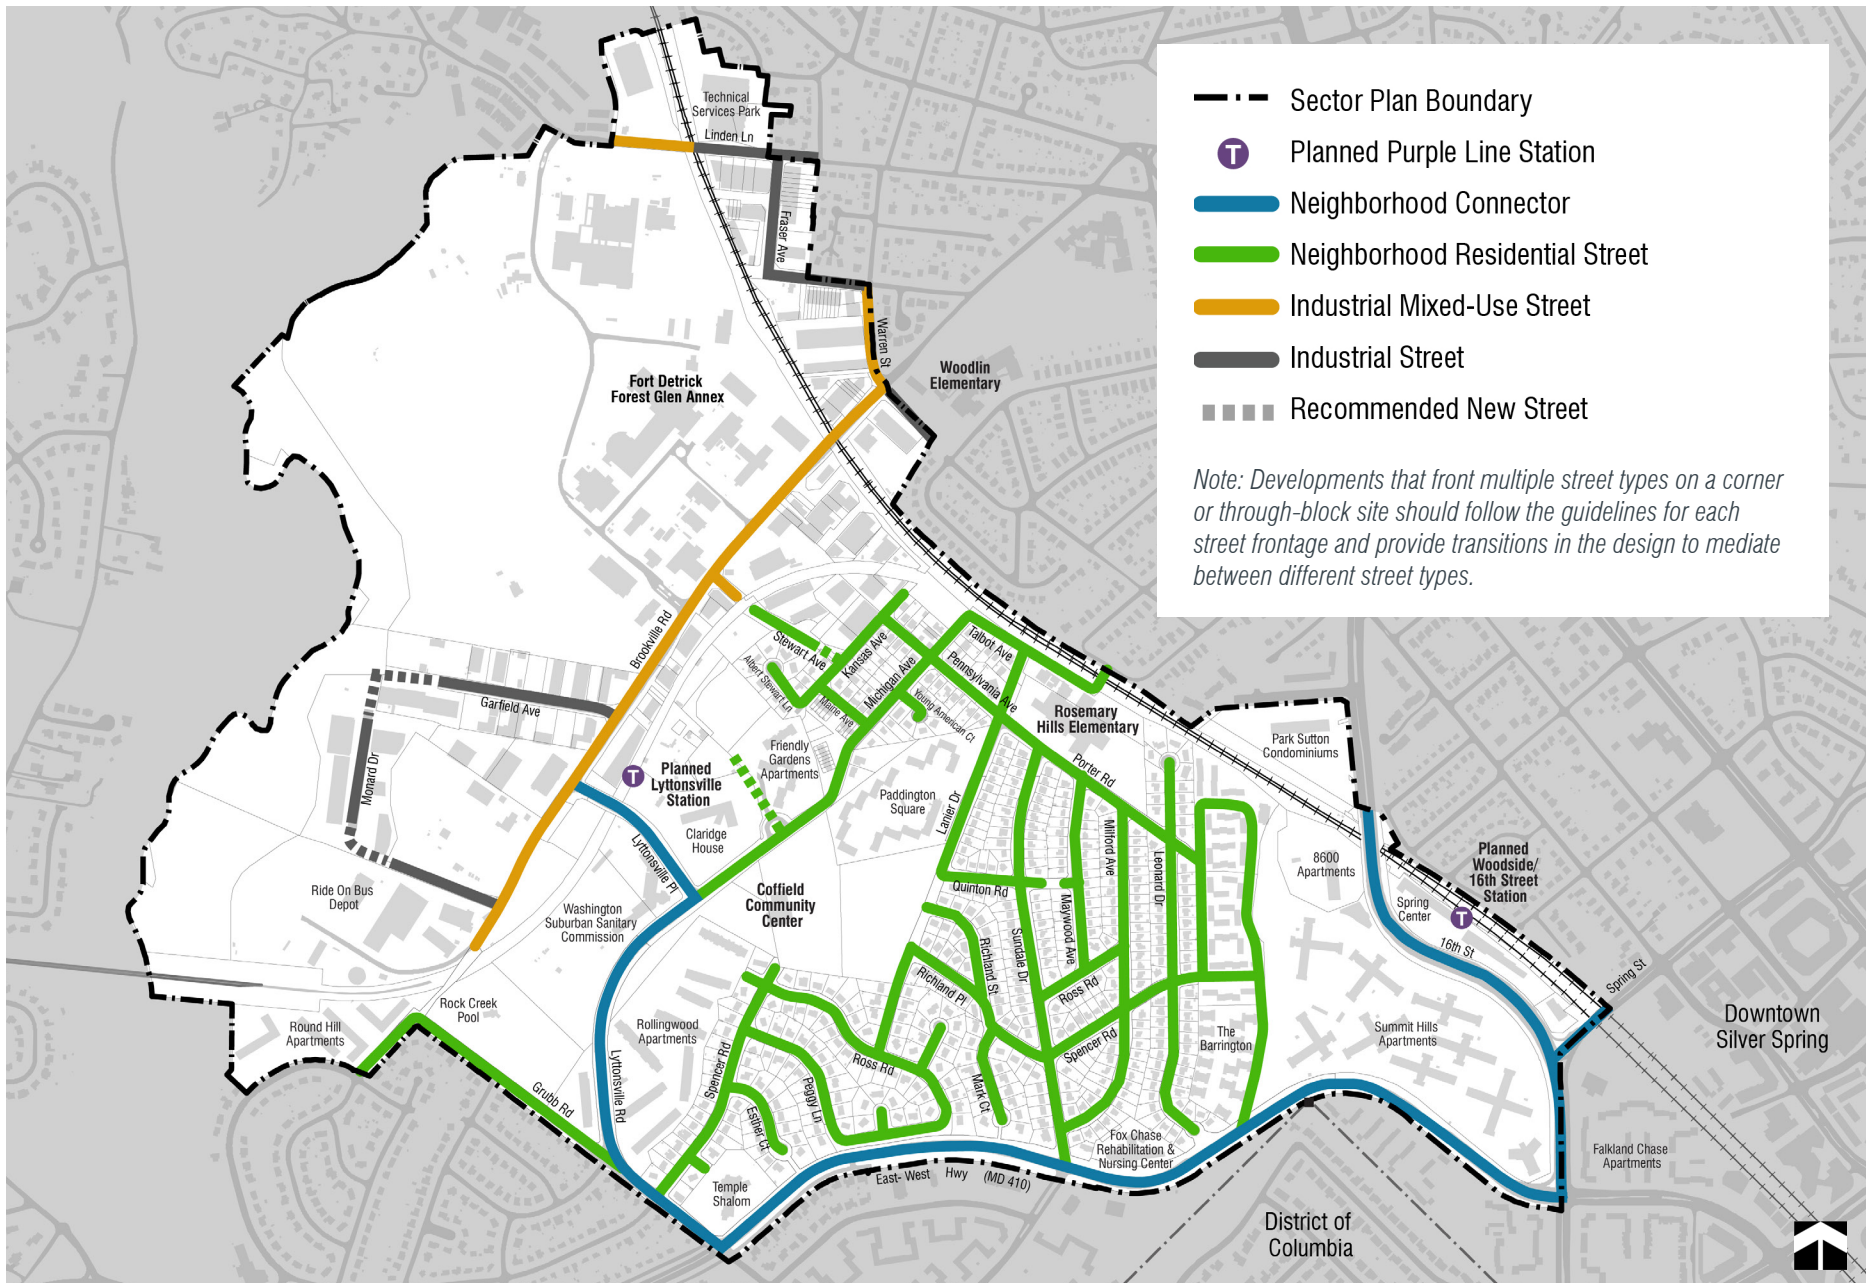 Sector Plan Boundary
Planned Purple Line Station
Neighborhood Connector
Neighborhood Residential Street
Industrial Mixed-Use Street
Industrial Street
Recommended New Street
Note: Developments that front multiple street types on a corner
or through-block site should follow the guidelines for each
street frontage and provide transitions in the design to mediate
between different street types.
T
Technical
Services Park
Linden Ln
Fraser Ave
Warren St
Woodlin
Elementary
Fort Detrick
Forest Glen Annex
Brookville Rd
Stewart Ave
Albert Stewart Ln
Kansas Ave
Maine Ave
Michigan Ave
Talbot Ave
Pennsylvania Ave
Young American Ct
Rosemary
Hills Elementary
Garfield Ave
Monard Dr
T
Planned
Lyttonsville
Station
Friendly
Gardens
Apartments
Claridge
House
Paddington
Square
Lanier Dr
Porter Rd
Park Sutton
Condominiums
Lyttonsville Pl
Ride On Bus
Depot
Washington
Suburban Sanitary
Commission
Coffield
Community
Center
Quinton Rd
Milford Ave
Leonard Dr
Maywood Ave
Sundale Dr
Richland St
Richland Pl
Ross Rd
Spencer Rd
8600
Apartments
Spring
Center
Planned
Woodside/
16th Street
Station
T
16th St
Spring St
Downtown
Silver Spring
Rock Creek
Pool
Round Hill
Apartments
Rollingwood
Apartments
Lyttonsville Rd
Grubb Rd
Spencer Rd
Esther Ct
Peggy Ln
Ross Rd
Mark Ct
The
Barrington
Summit Hills
Apartments
Fox Chase
Rehabilitation &
Nursing Center
Temple
Shalom
East- West Hwy (MD 410)
Falkland Chase
Apartments
District of
Columbia